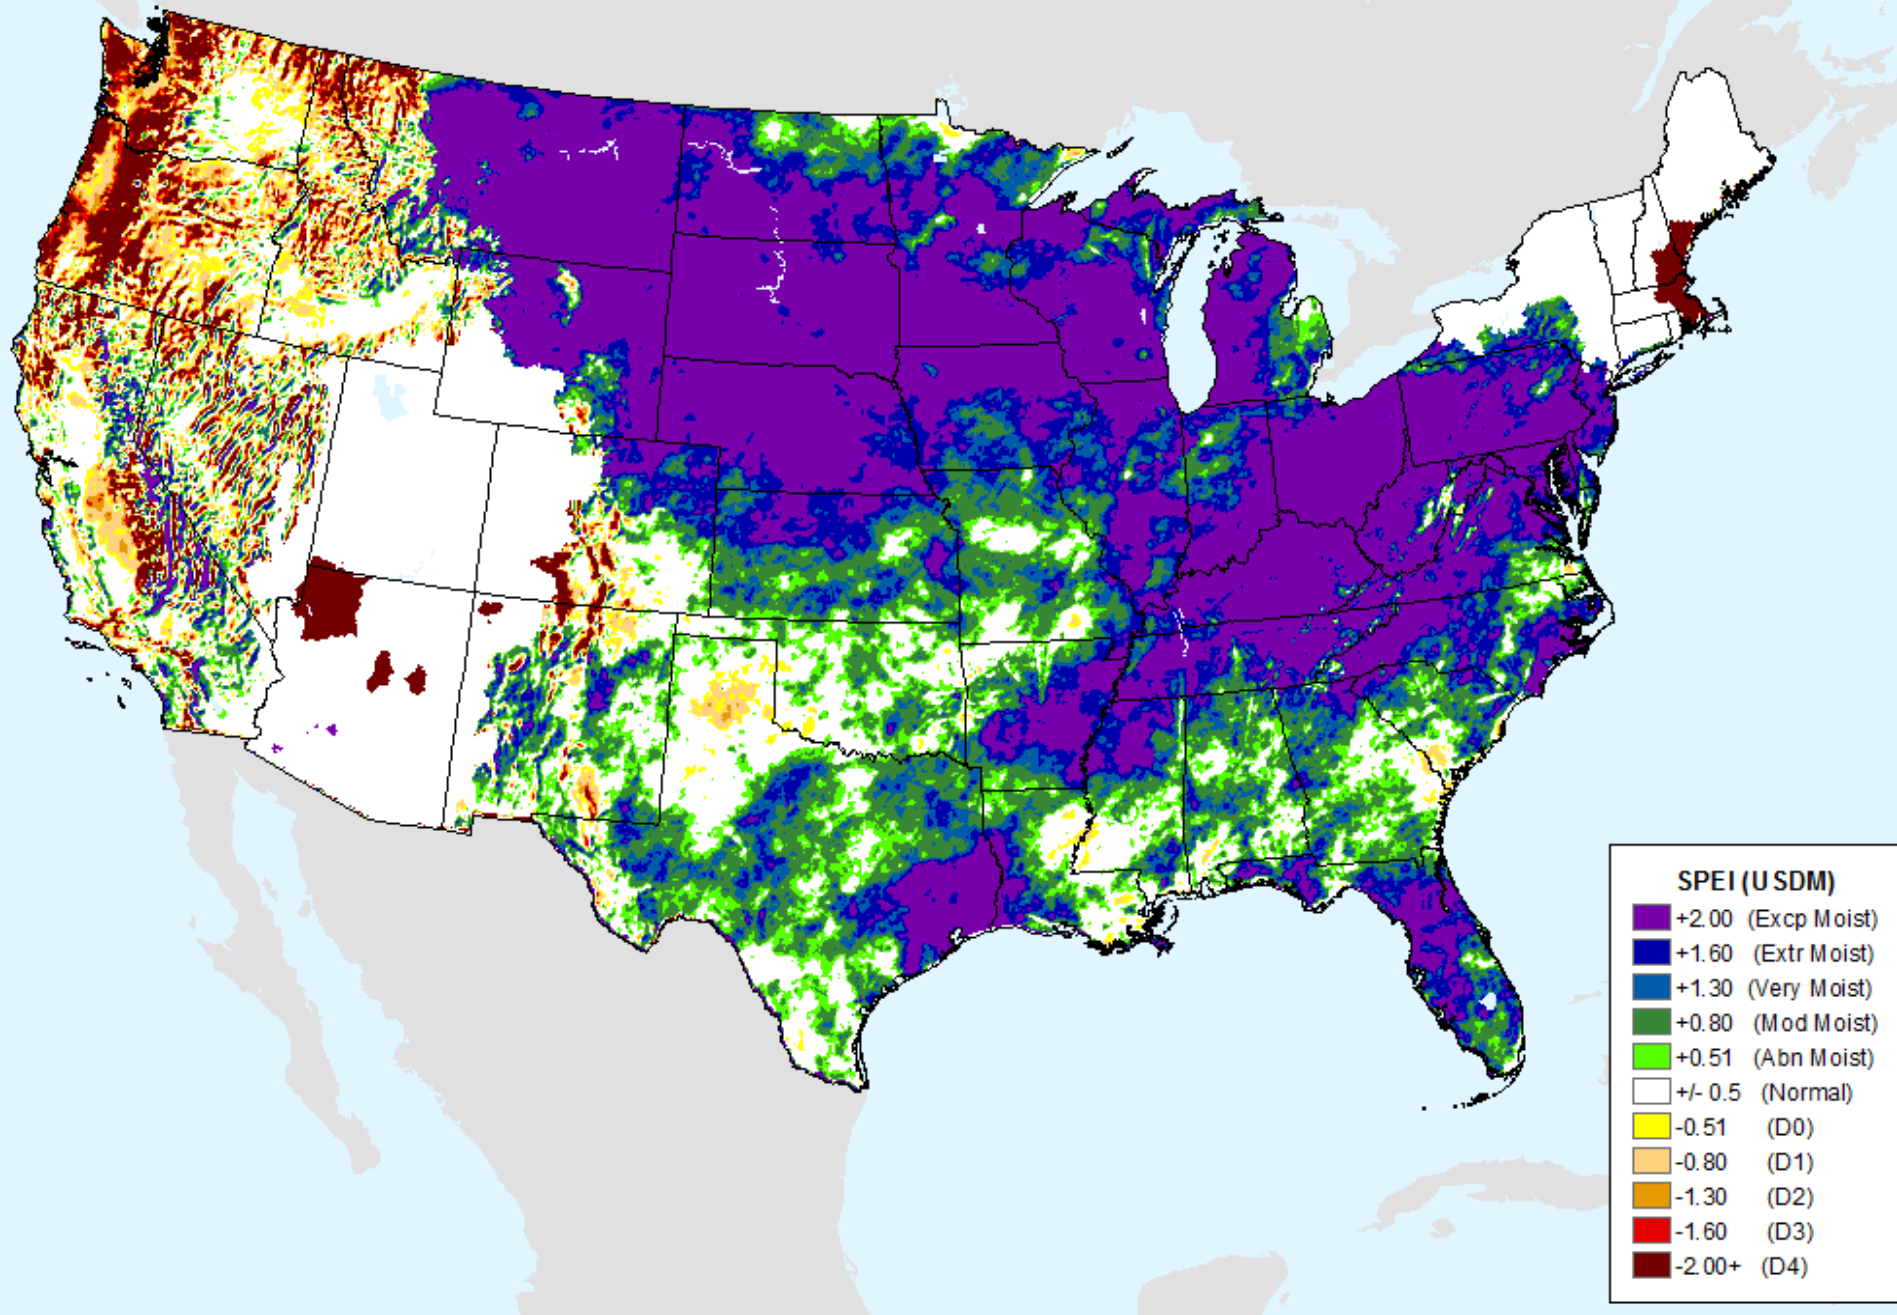 SPEI (USDM)
+2.00 (Excp Moist)
+1.60 (Extr Moist)
+1.30 (Very Moist)
+0.80 (Mod Moist)
+0.51 (Abn Moist)
+/- 0.5 (Normal)
-0.51 (D0)
-0.80 (D1)
-1.30 (D2)
-1.60 (D3)
-2.00+ (D4)